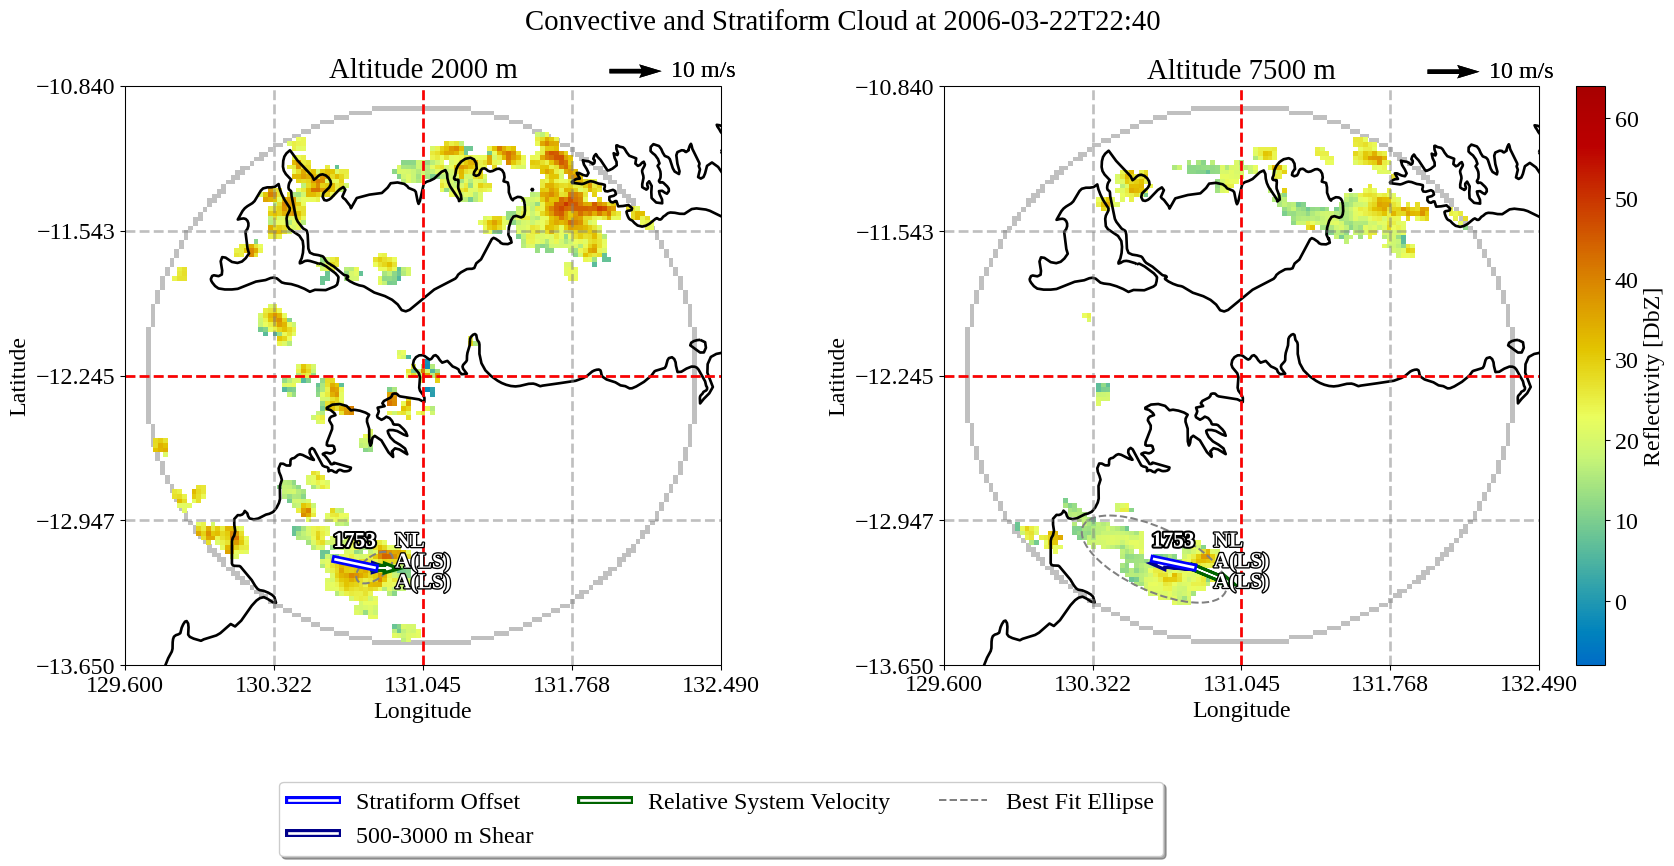 Convective and Stratiform Cloud at 2006-03-22T22:40
Altitude 2000 m
10 m/s
−10.840
−11.543
−12.245
−12.947
−13.650
Latitude
1753
NL
A(LS)
A(LS)
129.600
130.322
131.045
131.768
132.490
Longitude
Altitude 7500 m
10 m/s
−10.840
−11.543
−12.245
−12.947
−13.650
Latitude
1753
NL
A(LS)
A(LS)
129.600
130.322
131.045
131.768
132.490
Longitude
60
50
40
30
20
10
0
Reflectivity [DbZ]
Stratiform Offset
500-3000 m Shear
Relative System Velocity
Best Fit Ellipse